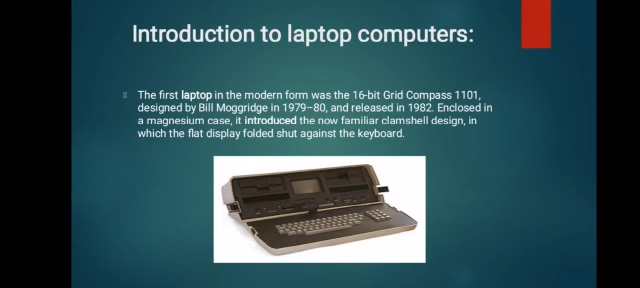 Introduction to laptop computers:
The first laptop in the modern form was the 16-bit Grid Compass 1101,
designed by Bill Moggridge in 1979–80, and released in 1982. Enclosed in
a magnesium case, it introduced the now familiar clamshell design, in
which the flat display folded shut against the keyboard.